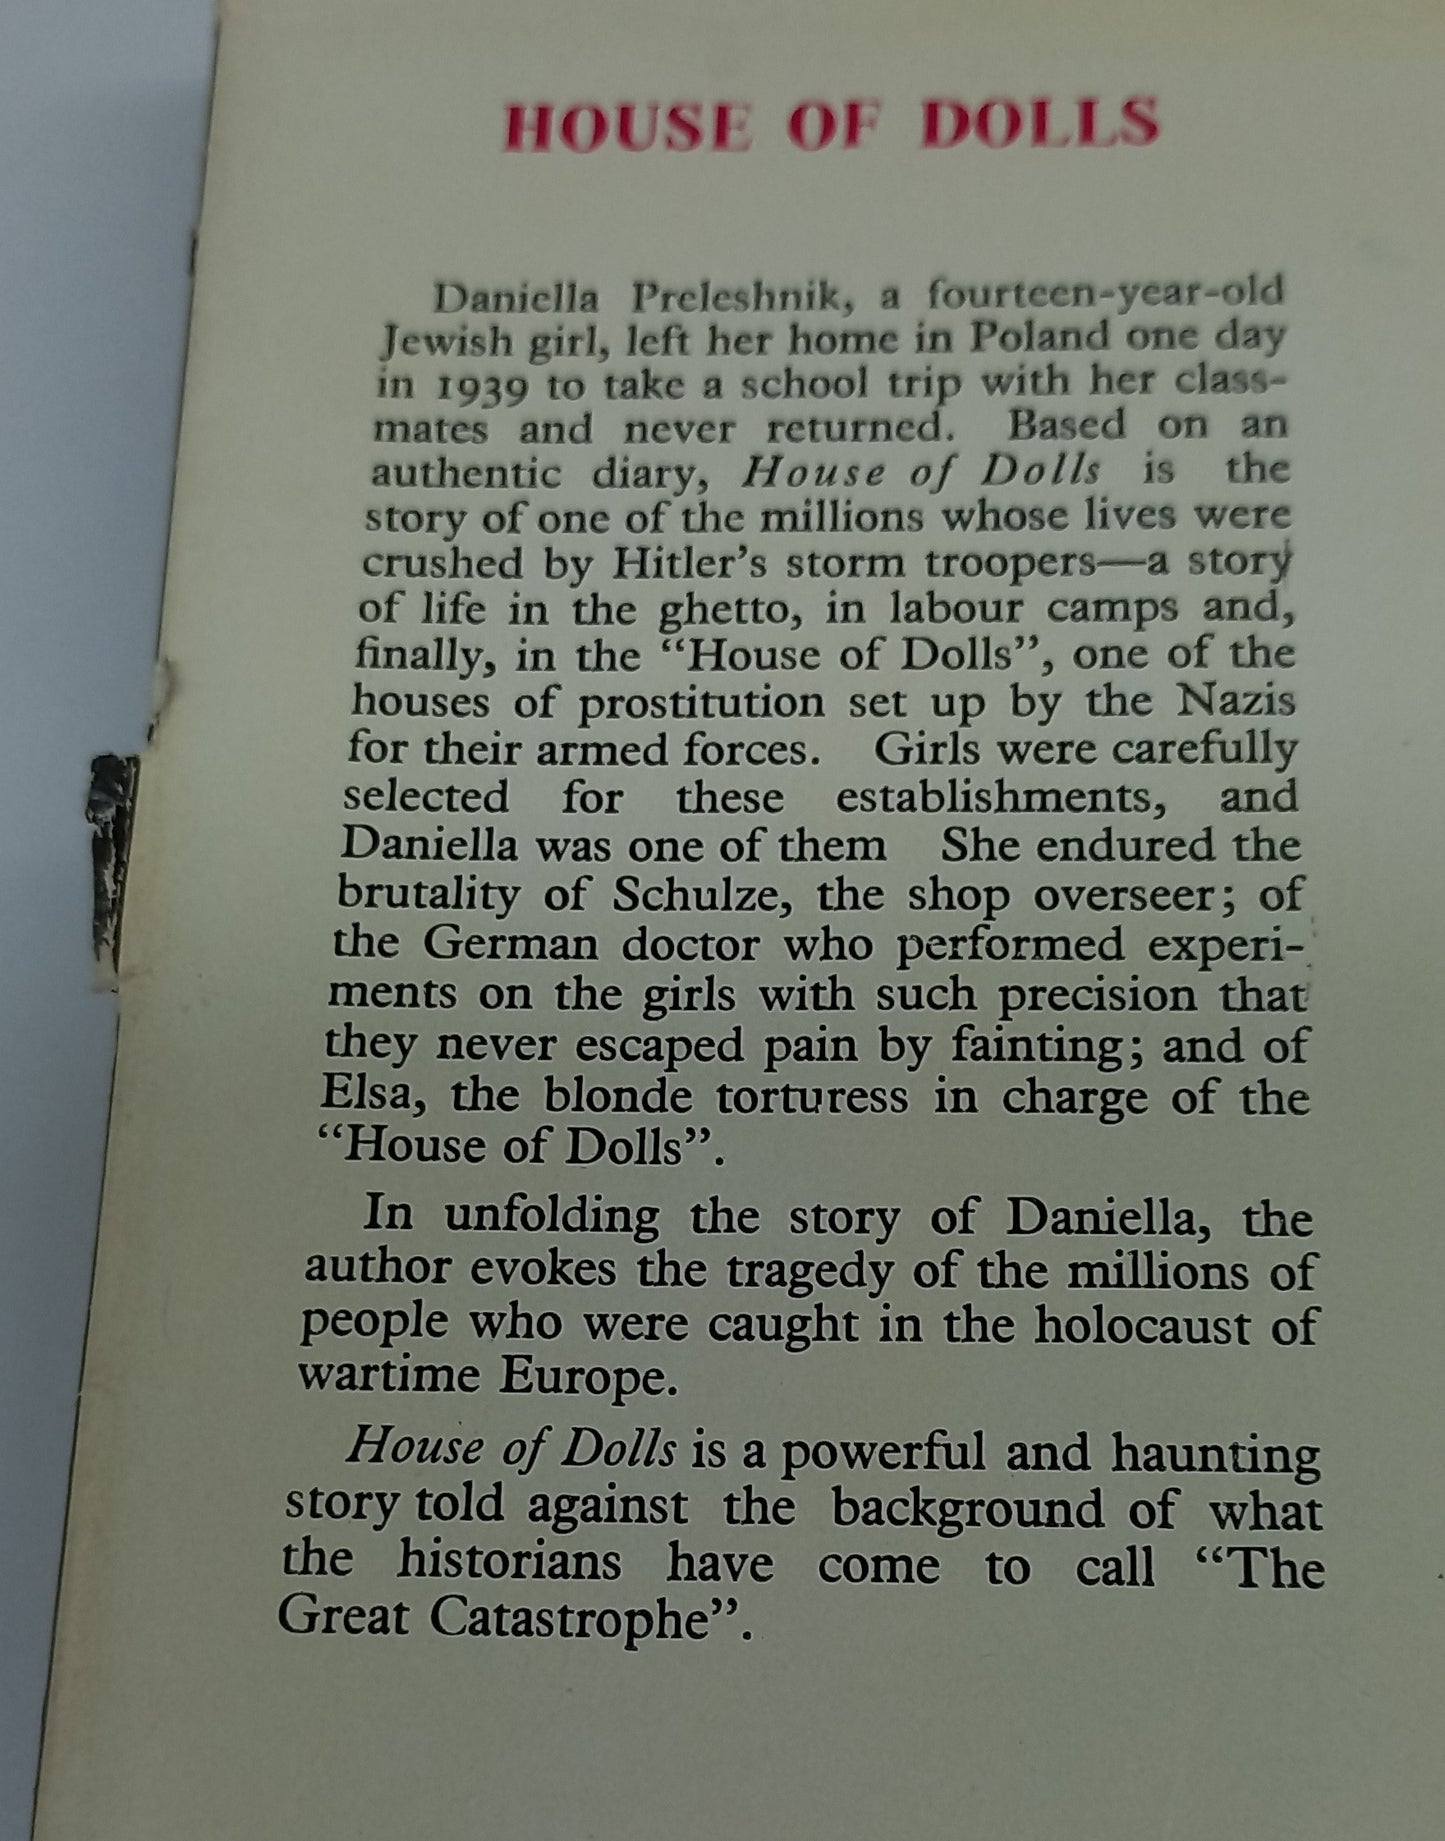 HOUSE OF DOLLS
Daniella Preleshnik, a fourteen-year-old
Jewish girl, left her home in Poland one day
in 1939 to take a school trip with her class-
mates and never returned. Based on an
authentic diary, House of Dolls is the
story of one of the millions whose lives were
crushed by Hitler's storm troopers—a story
of life in the ghetto, in labour camps and,
finally, in the “House of Dolls”, one of the
houses of prostitution set up by the Nazis
for their armed forces. Girls were carefully
selected for these establishments, and
Daniella was one of them She endured the
brutality of Schulze, the shop overseer; of
the German doctor who performed experi-
ments on the girls with such precision that
they never escaped pain by fainting; and of
Elsa, the blonde torturess in charge of the
“House of Dolls”.
In unfolding the story of Daniella, the
author evokes the tragedy of the millions of
people who were caught in the holocaust of
wartime Europe.
House of Dolls is a powerful and haunting
story told against the background of what
the historians have come to call “The
Great Catastrophe”.